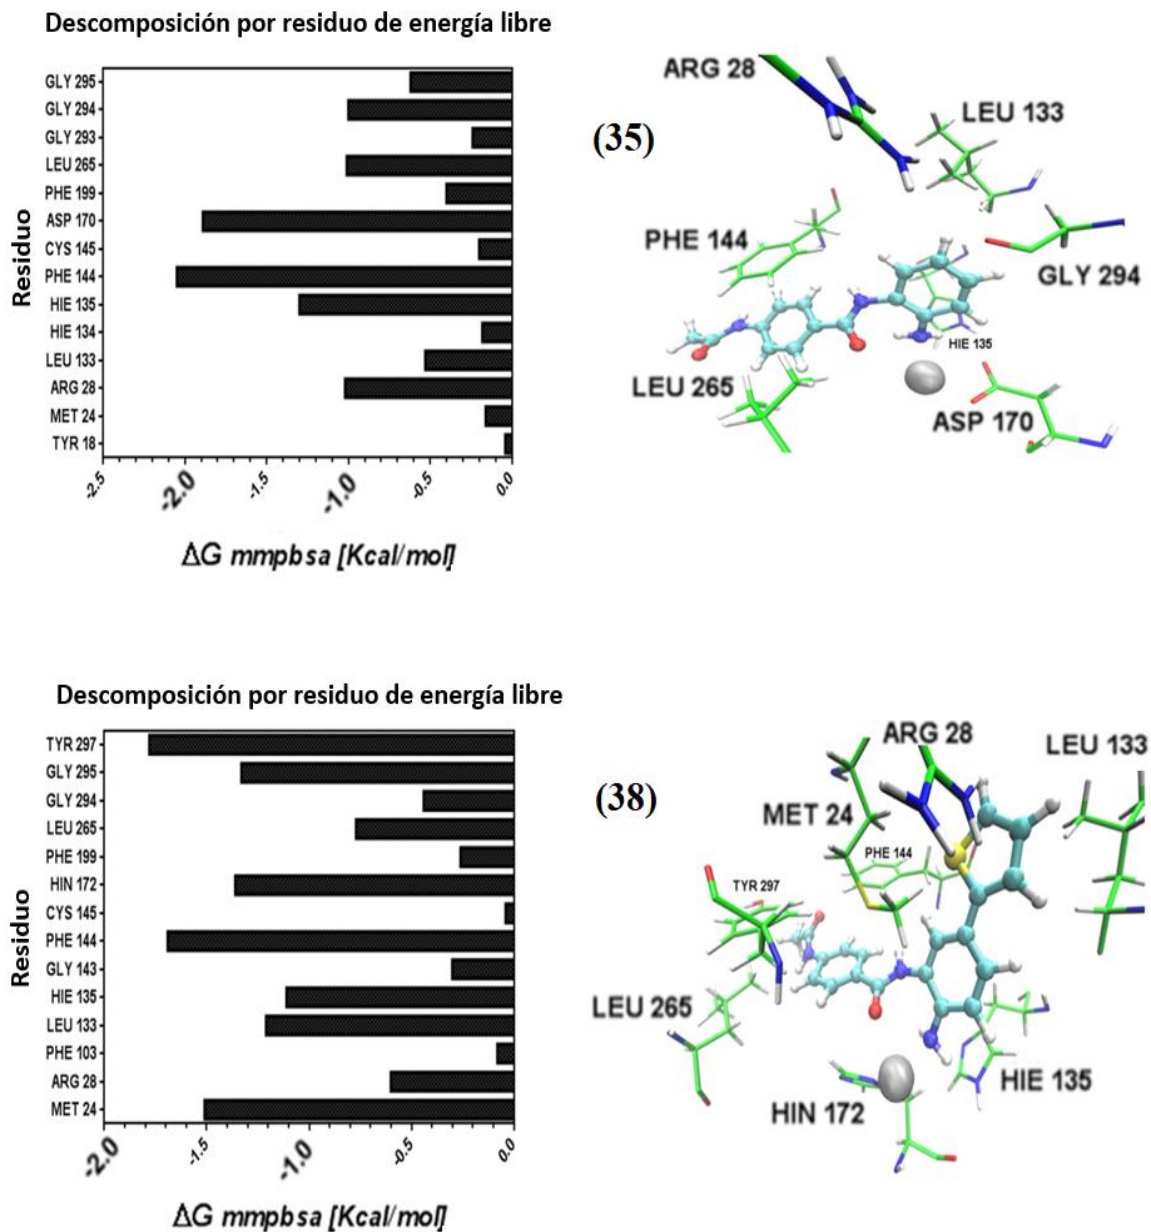 Descomposición por residuo de energía libre
Residuo
GLY 295
GLY 294
GLY 293
LEU 265
PHE 199
ASP 170
CYS 145
PHE 144
HIE 135
HIE 134
LEU 133
ARG 28
MET 24
TYR 18
-2.5
-2.0
-1.5
-1.0
-0.5
0.0
ΔG mmpbsa [Kcal/mol]
(35)
ARG 28
LEU 133
PHE 144
GLY 294
HIE 135
LEU 265
ASP 170
Descomposición por residuo de energía libre
Residuo
TYR 297
GLY 295
GLY 294
LEU 265
PHE 199
HIN 172
CYS 145
PHE 144
GLY 143
HIE 135
LEU 133
PHE 103
ARG 28
MET 24
-2.0
-1.5
-1.0
-0.5
0.0
ΔG mmpbsa [Kcal/mol]
(38)
ARG 28
LEU 133
MET 24
PHE 144
TYR 297
LEU 265
HIE 135
HIN 172